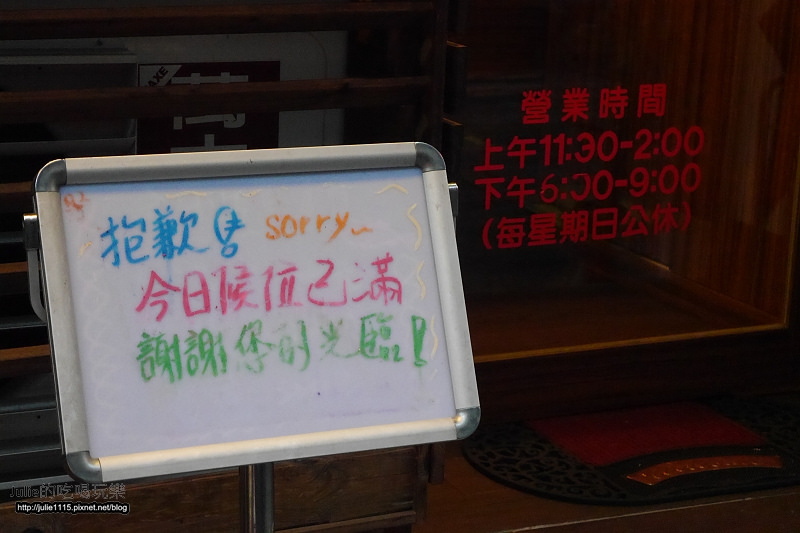 抱歉 sorry~
今日候位已滿
謝謝您的光臨!
營業時間
上午11:30-2:00
下午6:00-9:00
(每星期日公休)
Julie的吃喝玩樂
http://julie1115.pixnet.net/blog